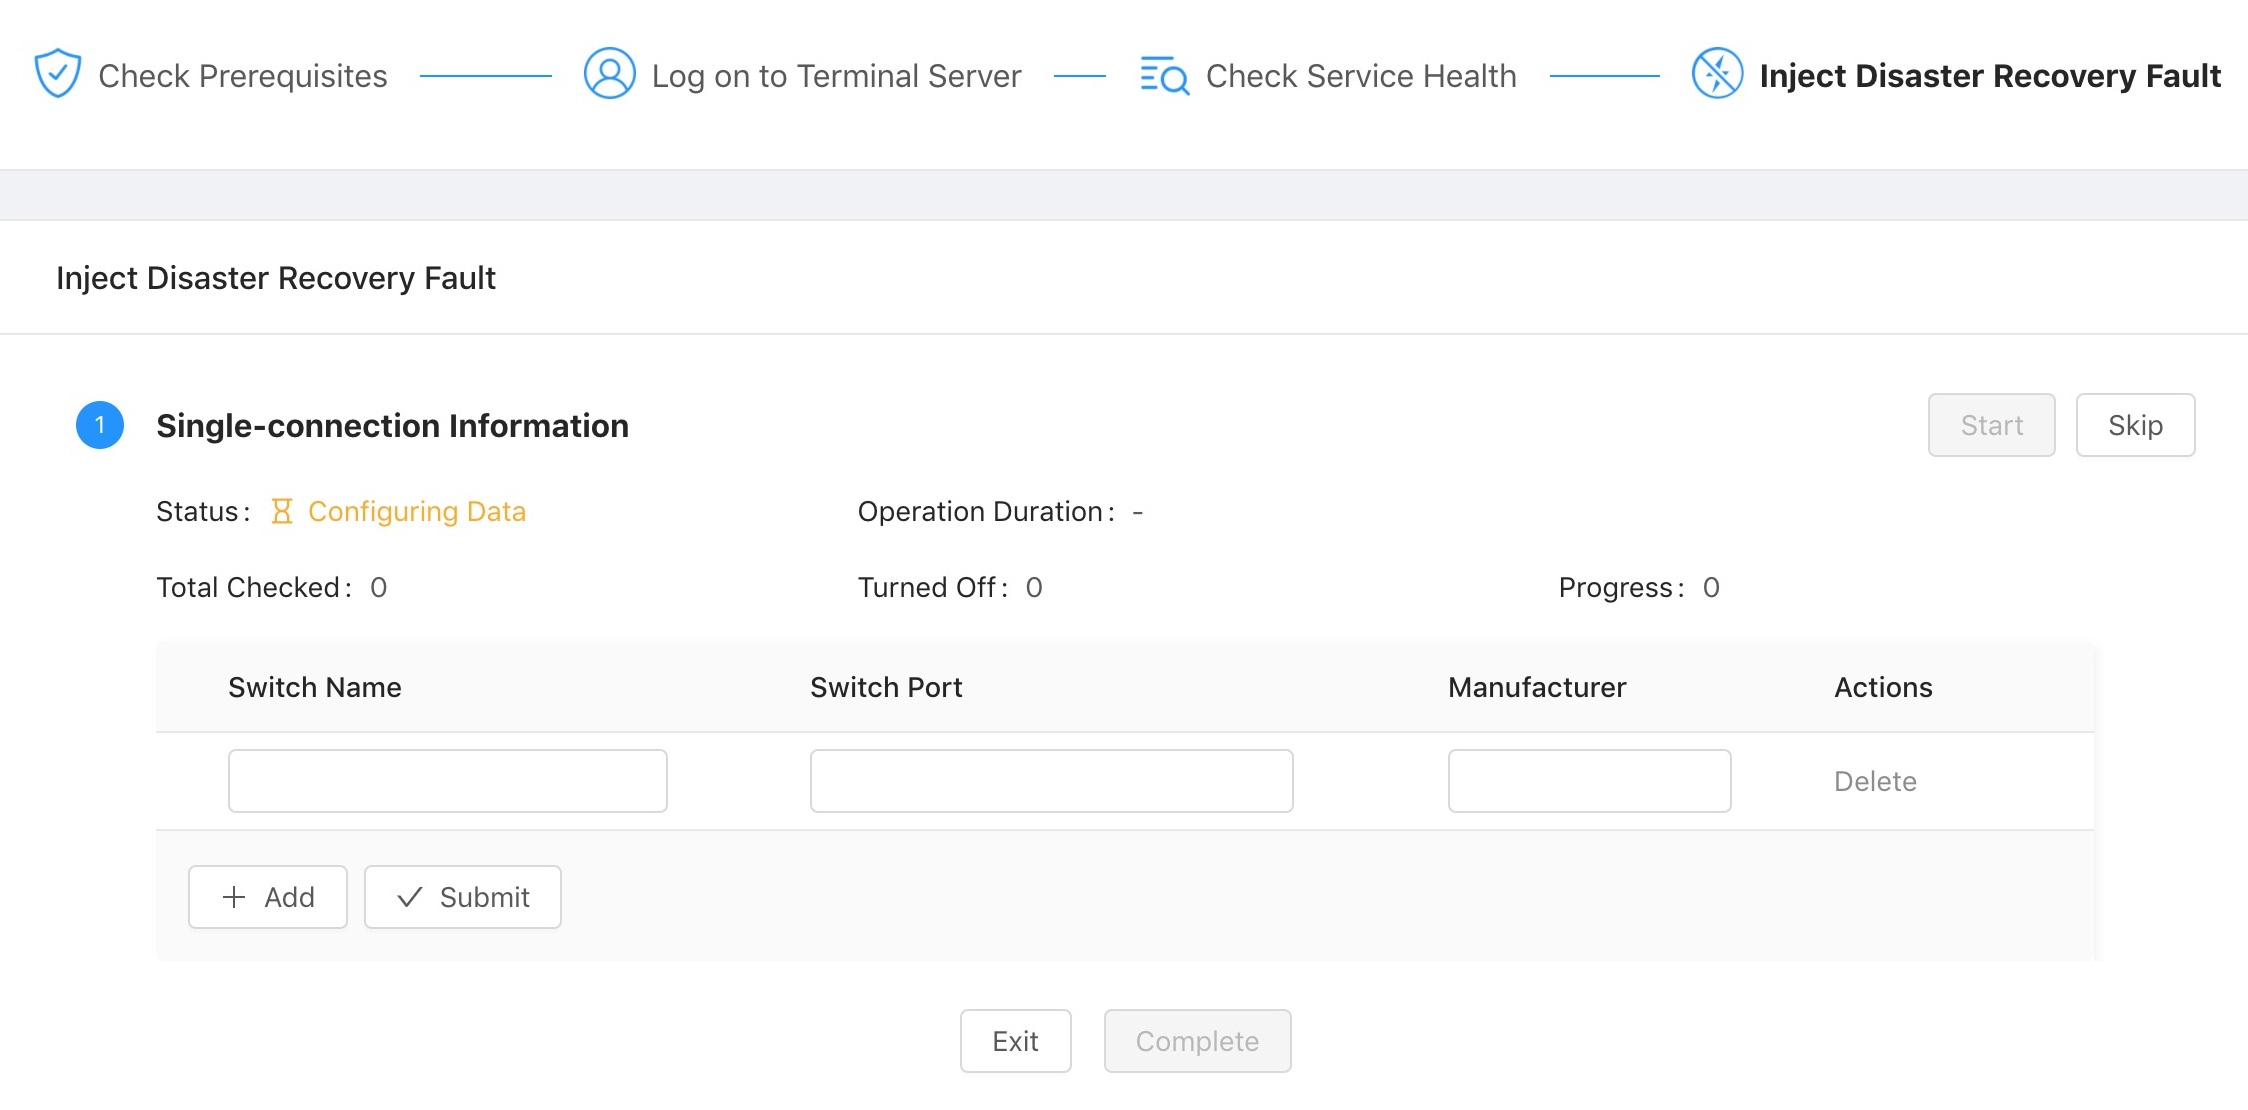 Check Prerequisites
Log on to Terminal Server
Check Service Health
Inject Disaster Recovery Fault
Inject Disaster Recovery Fault
1 Single-connection Information
Start
Skip
Status: Configuring Data
Operation Duration: -
Total Checked: 0
Turned Off: 0
Progress: 0
Switch Name
Switch Port
Manufacturer
Actions
Delete
Add
Submit
Exit
Complete